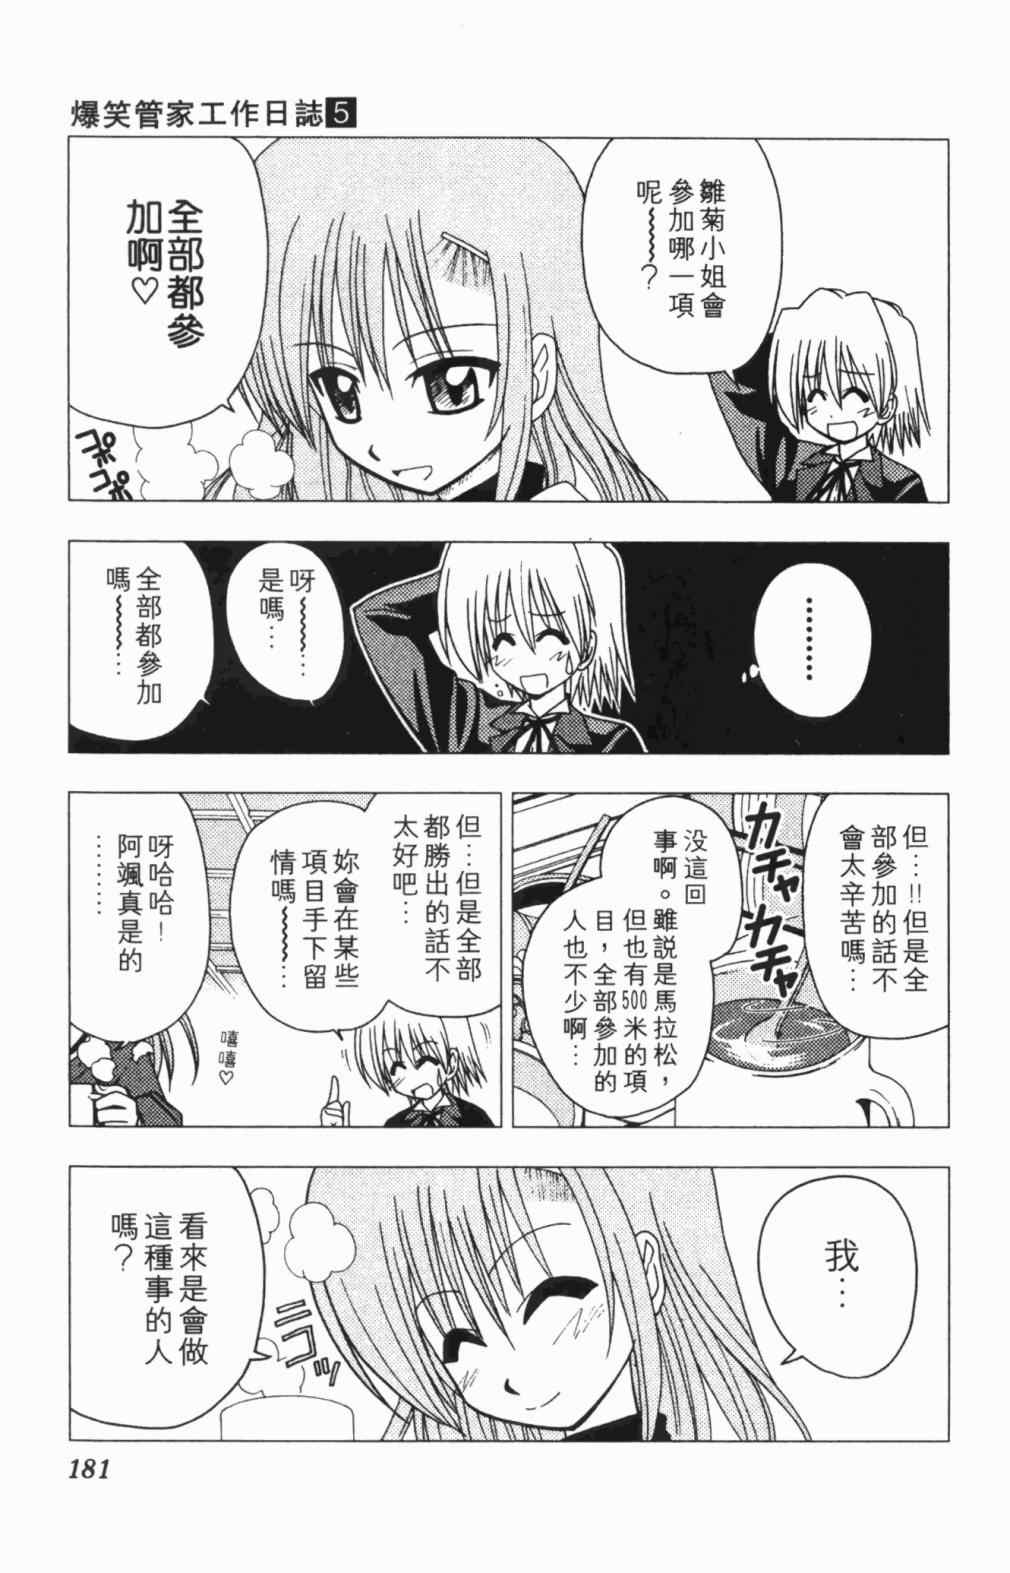 爆笑管家工作日誌5
雛菊小姐會
參加哪一項
呢~~~?
全部都參
加啊♡
ポコポコ
………
呀~~~…
是嗎…
全部都參加
嗎~~~…
但…!!但是全
部參加的話不
會太辛苦嗎…
カチャカチャ
没這回
事啊。雖說是馬拉松，
但也有500米的項
目，全部參加的
人也不少啊…
但…但是全部
都勝出的話不
太好吧…
妳會在某些
項目手下留
情嗎~~~…
嘻嘻♡
呀哈哈!
阿颯真是的
………
我…
ニコッ
看來是會做
這種事的人
嗎?
181